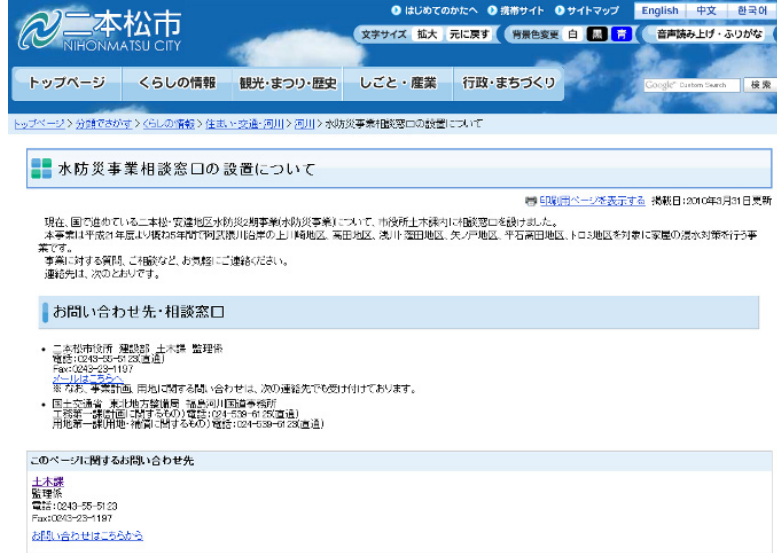 二本松市
NIHONMATSU CITY
はじめてのかたへ 携帯サイト サイトマップ English 中文 한국어
文字サイズ 拡大 元に戻す 背景色変更 白 黒 青 音声読み上げ・ふりがな
トップページ くらしの情報 観光・まつり・歴史 しごと・産業 行政・まちづくり Google Custom Search 検索
トップページ > 分類でさがす > くらしの情報 > 住まい・交通・河川 > 河川 > 水防災事業相談窓口の設置について
水防災事業相談窓口の設置について
印刷用ページを表示する 掲載日:2010年3月31日更新
現在、国で進めている二本松・安達地区水防災2期事業(水防災事業)について、市役所土木課内に相談窓口を設けました。
本事業は平成21年度より概ね5年間で阿武隈川沿岸の上川崎地区、高田地区、浅川・窪田地区、矢ノ戸地区、平石高田地区、トロミ地区を対象に家屋の浸水対策を行う事
業です。
事業に対する質問、ご相談など、お気軽にご連絡ください。
連絡先は、次のとおりです。
お問い合わせ先・相談窓口
二本松市役所 建設部 土木課 監理係
電話:0243-55-5123(直通)
Fax:0243-23-1197
メールはこちらへ
※なお、事業計画、用地に関する問い合わせは、次の連絡先でも受け付けております。
国土交通省 東北地方整備局 福島河川国道事務所
工務第一課(計画に関するもの)電話:024-539-6125(直通)
用地第一課(用地・補償に関するもの)電話:024-539-6123(直通)
このページに関するお問い合わせ先
土木課
監理係
電話:0243-55-5123
Fax:0243-23-1197
お問い合わせはこちらから